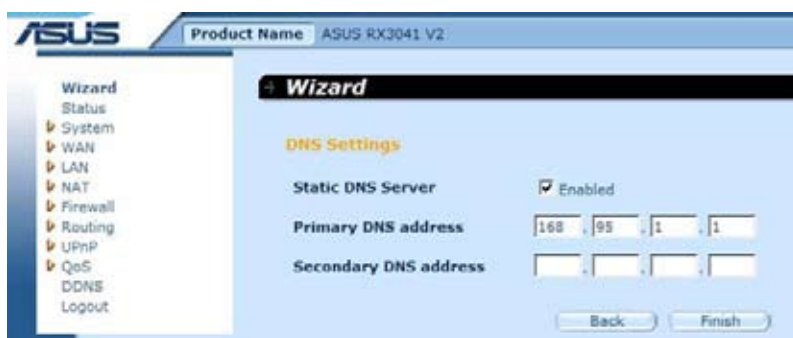 ASUS
Product Name ASUS RX3041 V2
Wizard
Status
System
WAN
LAN
NAT
Firewall
Routing
UPnP
QoS
DDNS
Logout
Wizard
DNS Settings
Static DNS Server Enabled
Primary DNS address 168 . 95 . 1 . 1
Secondary DNS address . . .
Back Finish